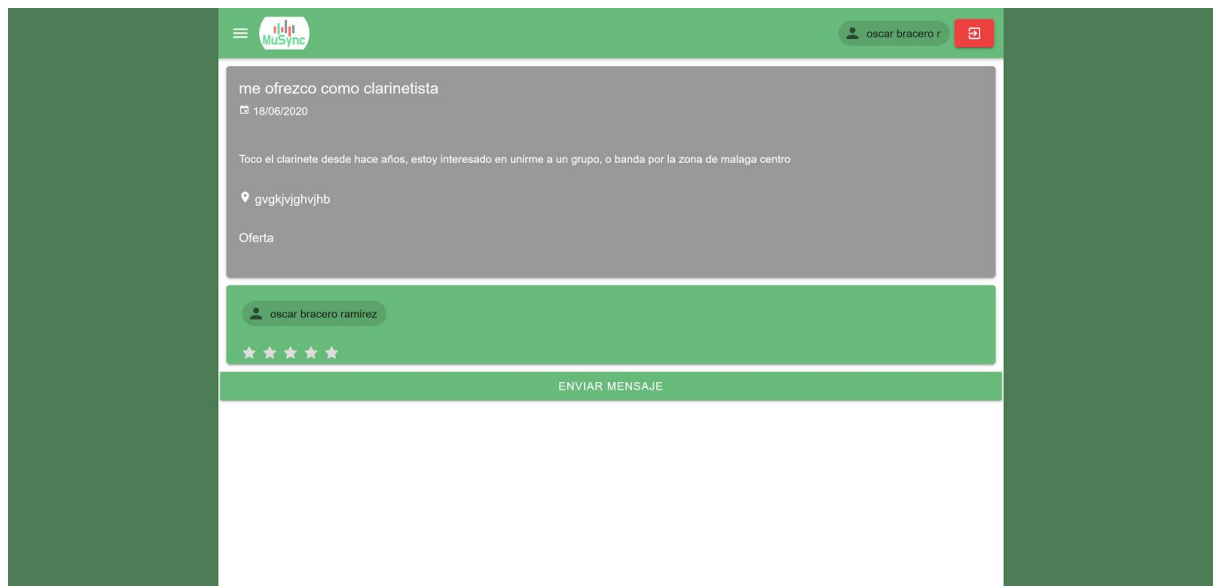 MuSync
oscar bracero r
me ofrezco como clarinetista
18/06/2020
Toco el clarinete desde hace años, estoy interesado en unirme a un grupo, o banda por la zona de malaga centro
gvgkjvjghvjhb
Oferta
oscar bracero ramirez
ENVIAR MENSAJE